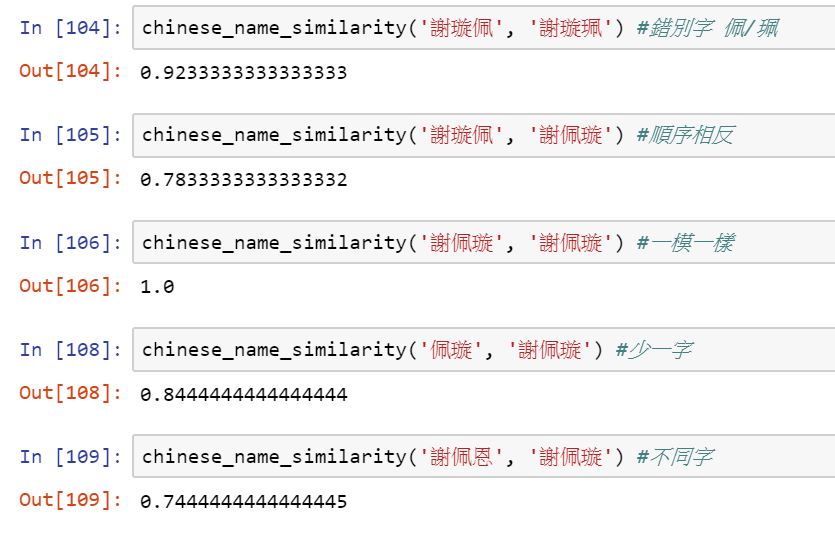 In [104]: chinese_name_similarity('謝璇佩', '謝璇珮') #錯別字 佩/珮
Out[104]: 0.9233333333333333
In [105]: chinese_name_similarity('謝璇佩', '謝佩璇') #順序相反
Out[105]: 0.7833333333333332
In [106]: chinese_name_similarity('謝佩璇', '謝佩璇') #一模一樣
Out[106]: 1.0
In [108]: chinese_name_similarity('佩璇', '謝佩璇') #少一字
Out[108]: 0.8444444444444444
In [109]: chinese_name_similarity('謝佩恩', '謝佩璇') #不同字
Out[109]: 0.7444444444444445